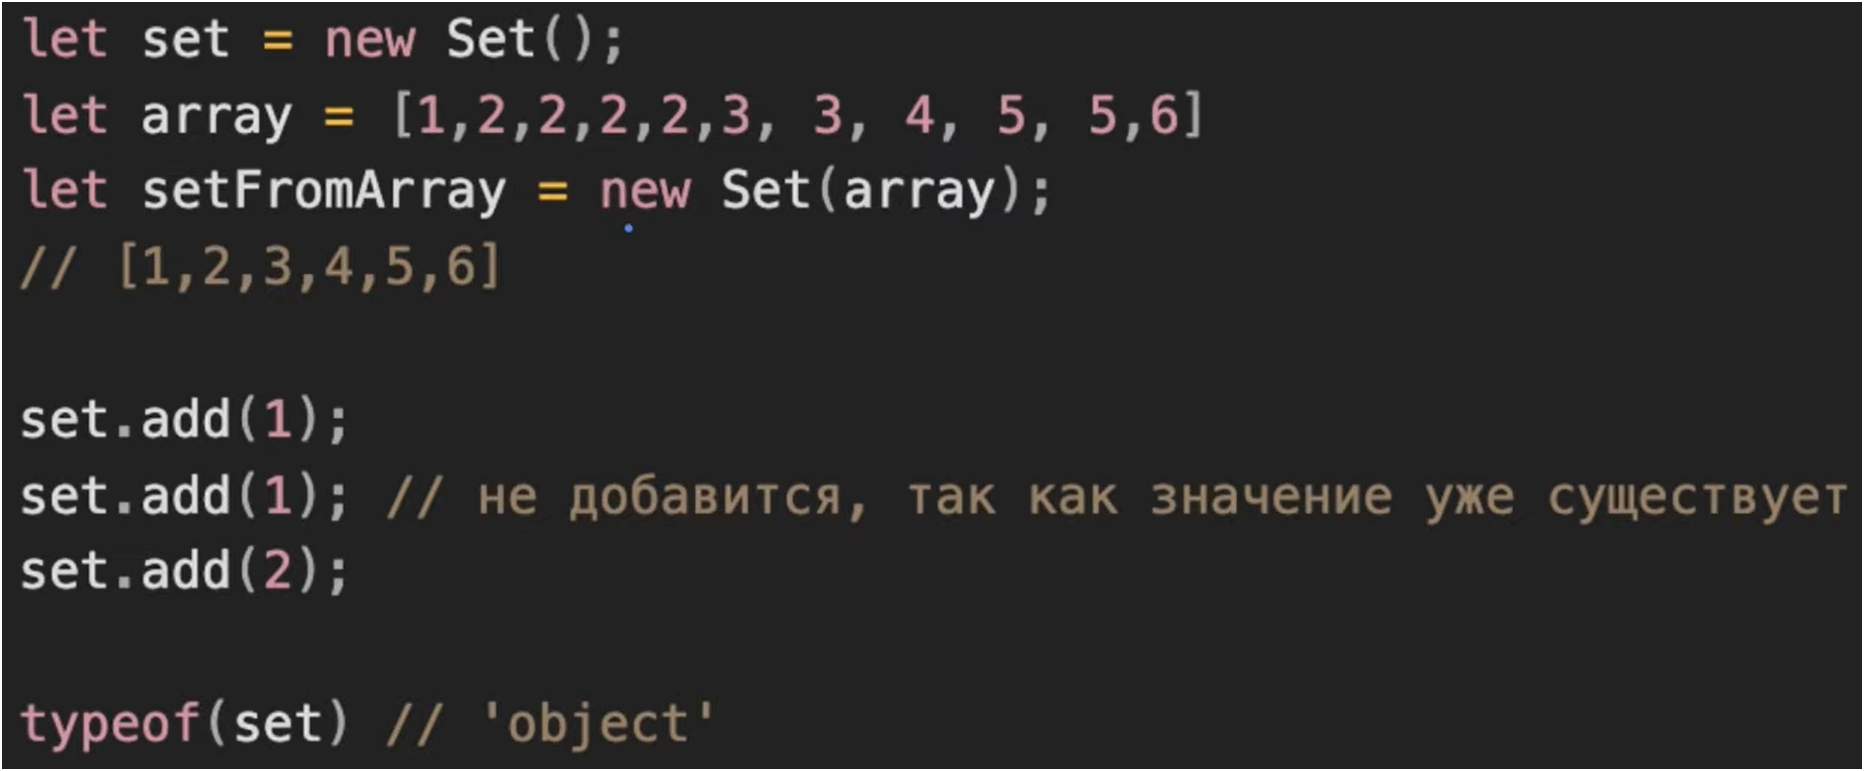 let set = new Set();
let array = [1,2,2,2,2,3, 3, 4, 5, 5,6]
let setFromArray = new Set(array);
// [1,2,3,4,5,6]
set.add(1);
set.add(1); // не добавится, так как значение уже существует
set.add(2);
typeof(set) // 'object'